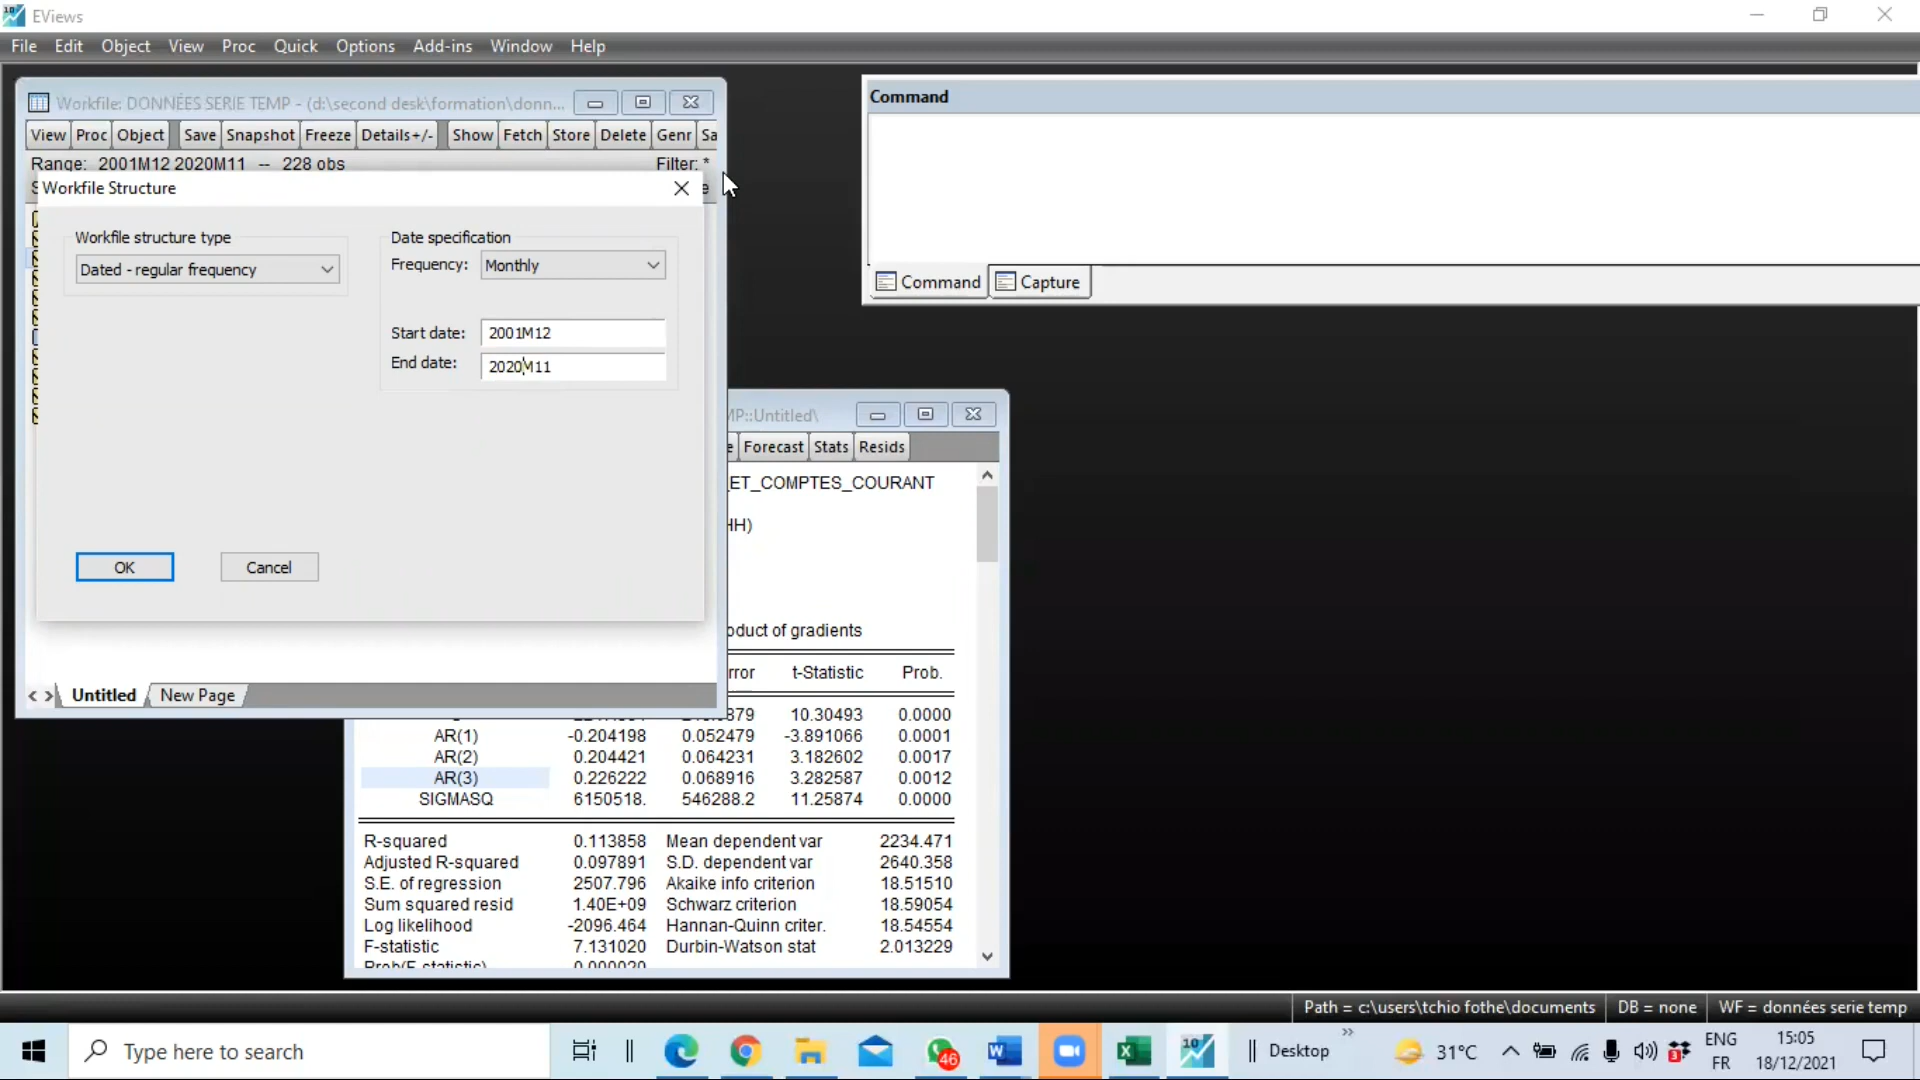 EViews
File Edit Object View Proc Quick Options Add-ins Window Help
Workfile: DONNÉES SERIE TEMP - (d:\second desk\formation\donn...
View Proc Object Save Snapshot Freeze Details+/- Show Fetch Store Delete Genr Sa
Range: 2001M12 2020M11 -- 228 obs Filter: *
Workfile Structure
Workfile structure type
Dated - regular frequency
Date specification
Frequency: Monthly
Start date: 2001M12
End date: 2020M11
OK Cancel
Untitled New Page
Command
Command Capture
MP::Untitled\
e Forecast Stats Resids
_ET_COMPTES_COURANT
HH)
oduct of gradients
rror t-Statistic Prob.
10.30493 0.0000
AR(1) -0.204198 0.052479 -3.891066 0.0001
AR(2) 0.204421 0.064231 3.182602 0.0017
AR(3) 0.226222 0.068916 3.282587 0.0012
SIGMASQ 6150518. 546288.2 11.25874 0.0000
R-squared 0.113858 Mean dependent var 2234.471
Adjusted R-squared 0.097891 S.D. dependent var 2640.358
S.E. of regression 2507.796 Akaike info criterion 18.51510
Sum squared resid 1.40E+09 Schwarz criterion 18.59054
Log likelihood -2096.464 Hannan-Quinn criter. 18.54554
F-statistic 7.131020 Durbin-Watson stat 2.013229
Prob(F-statistic) 0.000020
Path = c:\users\tchio fothe\documents DB = none WF = données serie temp
Type here to search
46
Desktop
31°C
3
ENG
FR
15:05
18/12/2021